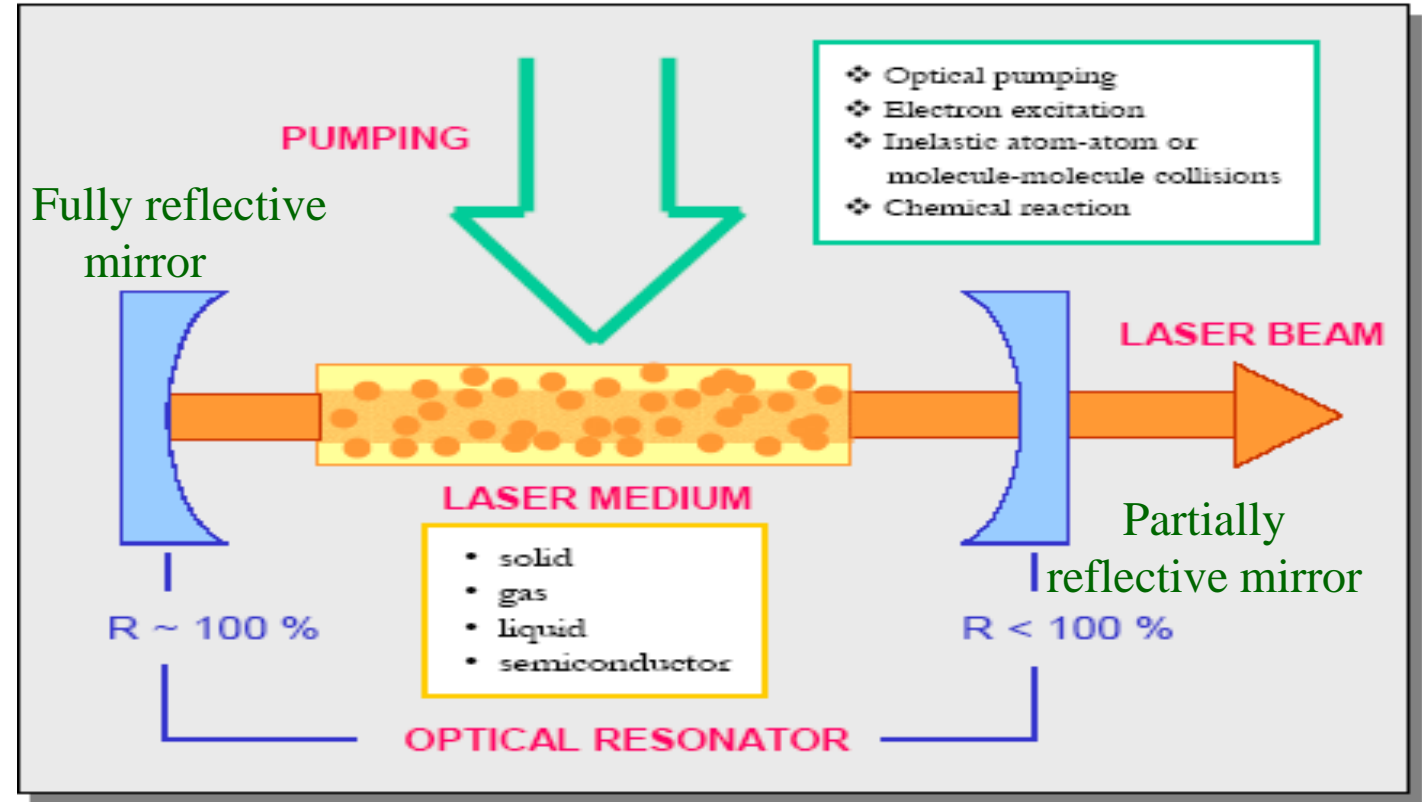 PUMPING
❖ Optical pumping
❖ Electron excitation
❖ Inelastic atom-atom or
molecule-molecule collisions
❖ Chemical reaction
Fully reflective
mirror
LASER BEAM
LASER MEDIUM
• solid
• gas
• liquid
• semiconductor
Partially
reflective mirror
R ~ 100 %
R < 100 %
OPTICAL RESONATOR